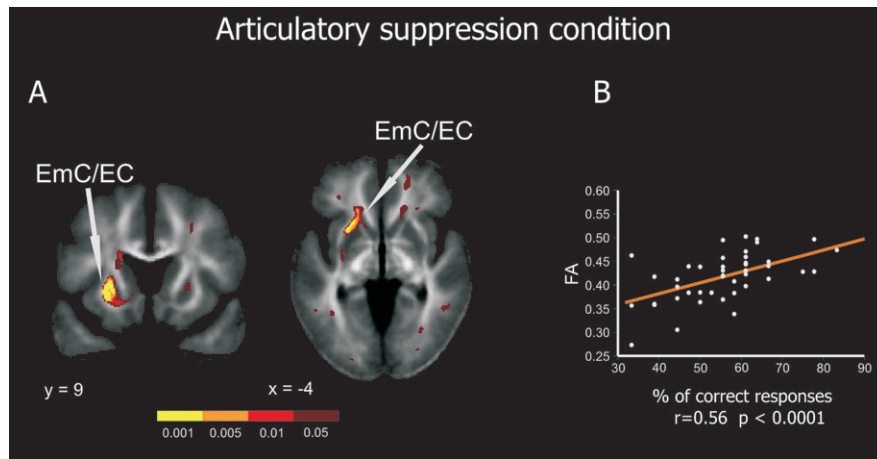 Articulatory suppression condition
A
EmC/EC
EmC/EC
y = 9
x = -4
0.001 0.005 0.01 0.05
B
0.60
0.55
0.50
0.45
0.40
0.35
0.30
0.25
FA
30 40 50 60 70 80 90
% of correct responses
r=0.56 p < 0.0001